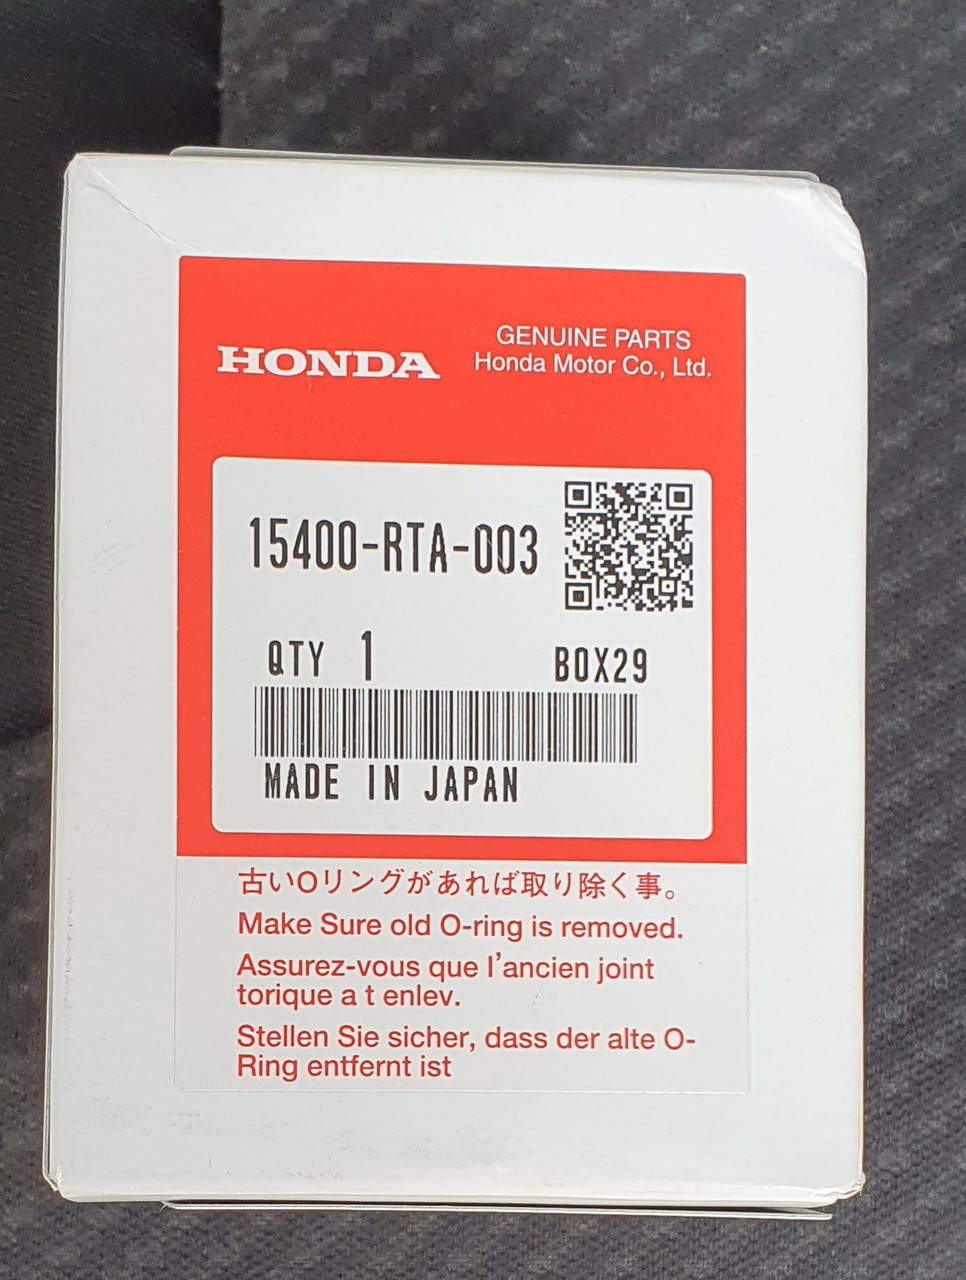 HONDA
GENUINE PARTS
Honda Motor Co., Ltd.
15400-RTA-003
QTY 1
BOX29
MADE IN JAPAN
古いOリングがあれば取り除く事。
Make Sure old O-ring is removed.
Assurez-vous que l'ancien joint
torique a t enlev.
Stellen Sie sicher, dass der alte O-
Ring entfernt ist